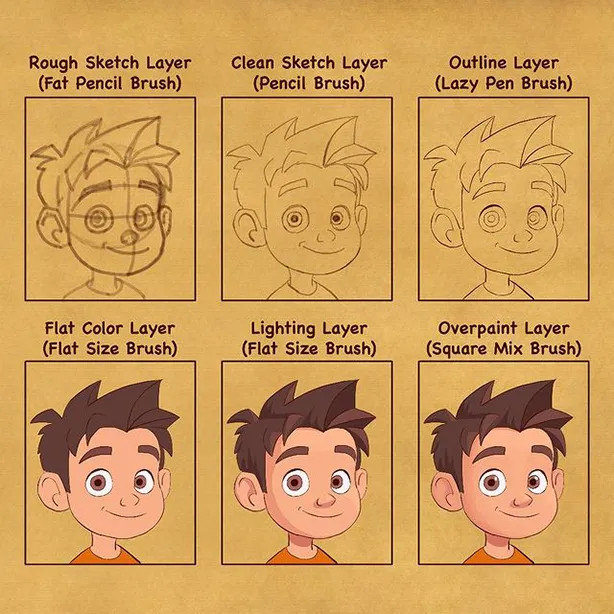 Rough Sketch Layer
(Fat Pencil Brush)
Clean Sketch Layer
(Pencil Brush)
Outline Layer
(Lazy Pen Brush)
Flat Color Layer
(Flat Size Brush)
Lighting Layer
(Flat Size Brush)
Overpaint Layer
(Square Mix Brush)